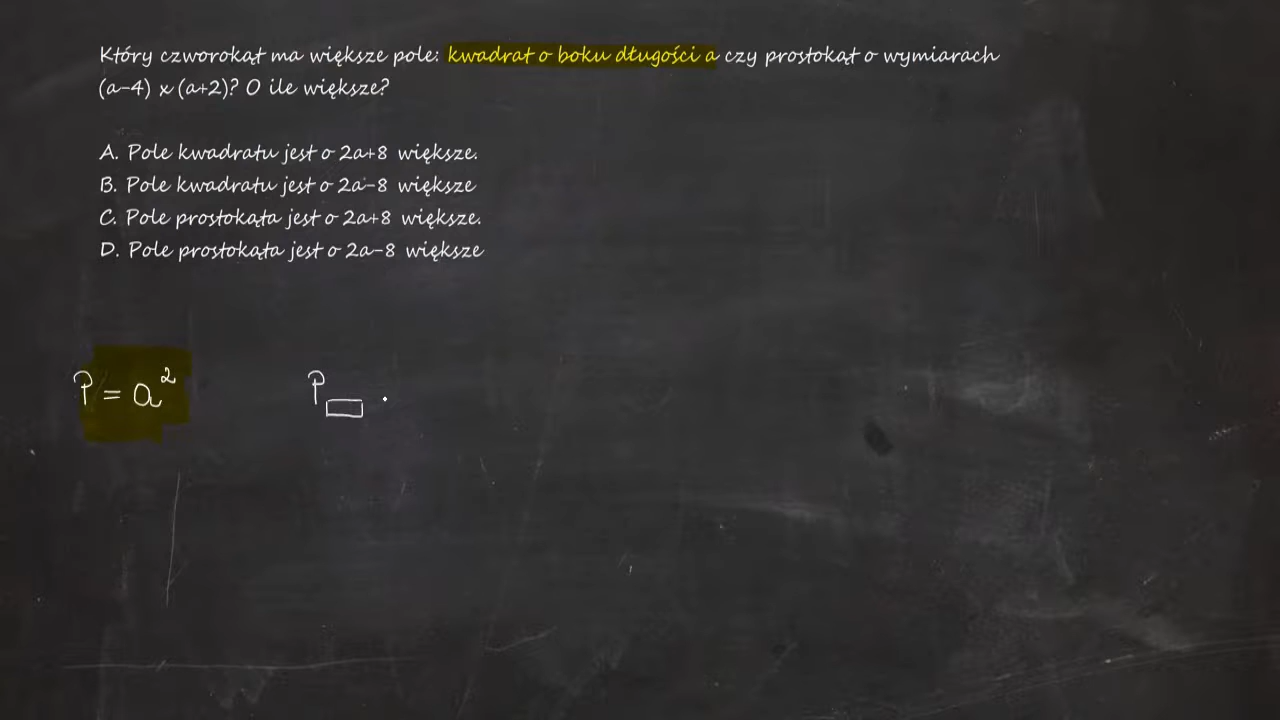 Który czworokąt ma większe pole: kwadrat o boku długości a czy prostokąt o wymiarach
(a-4) x (a+2)? O ile większe?
A. Pole kwadratu jest o 2a+8 większe.
B. Pole kwadratu jest o 2a-8 większe
C. Pole prostokąta jest o 2a+8 większe.
D. Pole prostokąta jest o 2a-8 większe
P = a² P